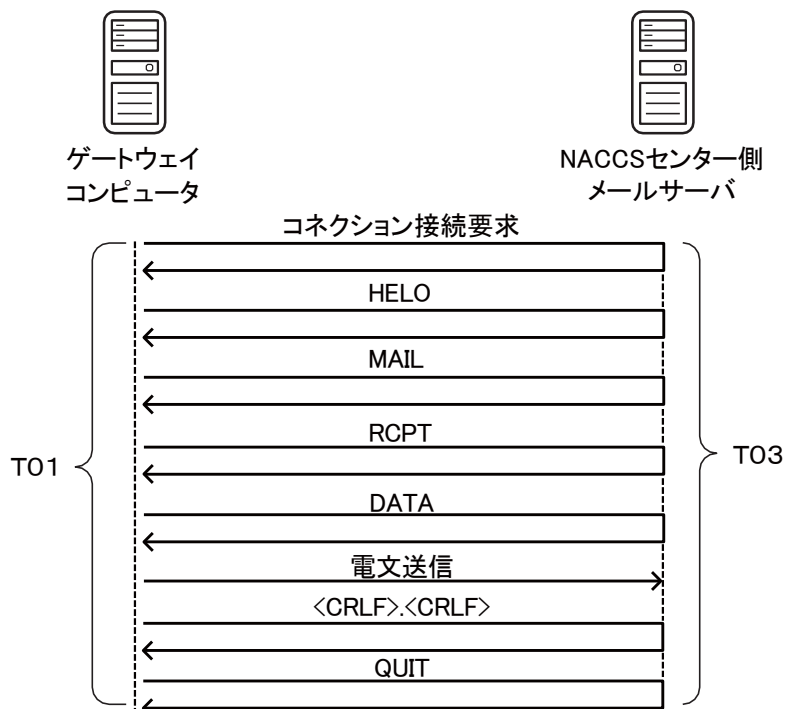 ゲートウェイ
コンピュータ
NACCSセンター側
メールサーバ
コネクション接続要求
HELO
MAIL
RCPT
TO1
TO3
DATA
電文送信
<CRLF>.<CRLF>
QUIT